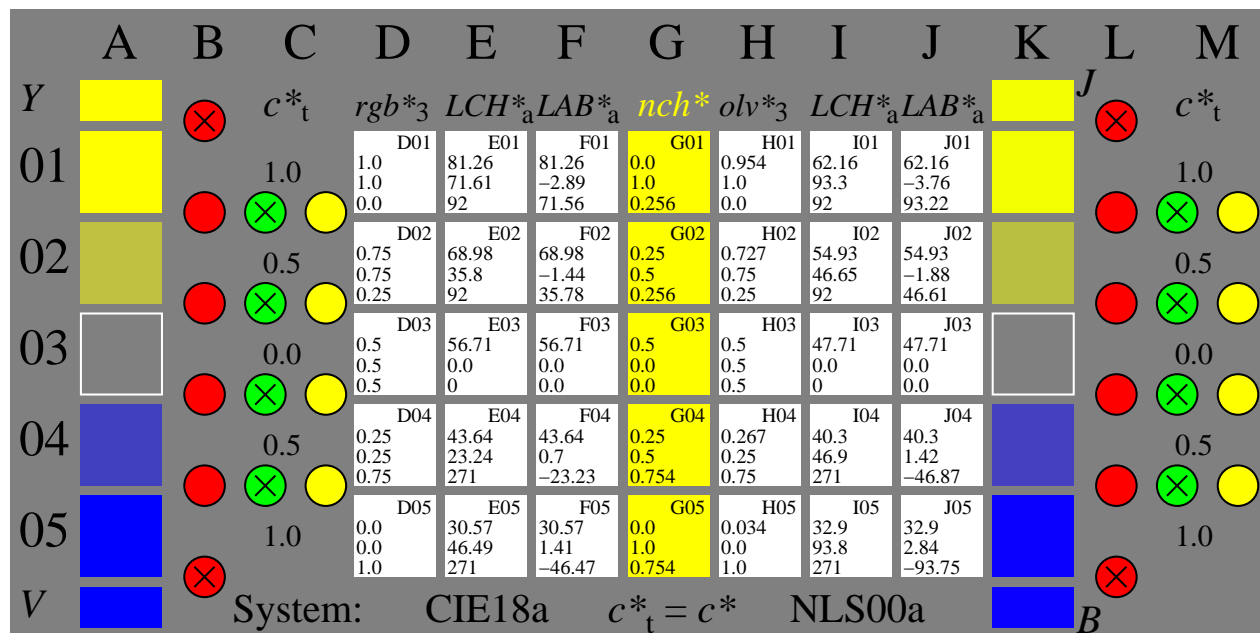 A B C D E F G H I J K L M
Y J
c*t rgb*3 LCH*a LAB*a nch* olv*3 LCH*a LAB*a c*t
01 1.0 1.0
D01 E01 F01 G01 H01 I01 J01
1.0 81.26 81.26 0.0 0.954 62.16 62.16
1.0 71.61 −2.89 1.0 1.0 93.3 −3.76
0.0 92 71.56 0.256 0.0 92 93.22
02 0.5 0.5
D02 E02 F02 G02 H02 I02 J02
0.75 68.98 68.98 0.25 0.727 54.93 54.93
0.75 35.8 −1.44 0.5 0.75 46.65 −1.88
0.25 92 35.78 0.256 0.25 92 46.61
03 0.0 0.0
D03 E03 F03 G03 H03 I03 J03
0.5 56.71 56.71 0.5 0.5 47.71 47.71
0.5 0.0 0.0 0.0 0.5 0.0 0.0
0.5 0 0.0 0.0 0.5 0 0.0
04 0.5 0.5
D04 E04 F04 G04 H04 I04 J04
0.25 43.64 43.64 0.25 0.267 40.3 40.3
0.25 23.24 0.7 0.5 0.25 46.9 1.42
0.75 271 −23.23 0.754 0.75 271 −46.87
05 1.0 1.0
D05 E05 F05 G05 H05 I05 J05
0.0 30.57 30.57 0.0 0.034 32.9 32.9
0.0 46.49 1.41 1.0 0.0 93.8 2.84
1.0 271 −46.47 0.754 1.0 271 −93.75
V System: CIE18a c*t = c* NLS00a B